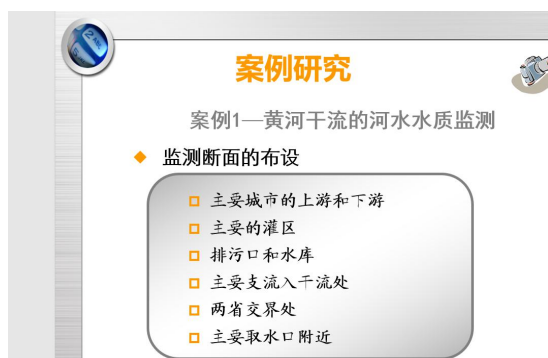 案例研究
案例1—黄河干流的河水水质监测
监测断面的布设
主要城市的上游和下游
主要的灌区
排污口和水库
主要支流入干流处
两省交界处
主要取水口附近